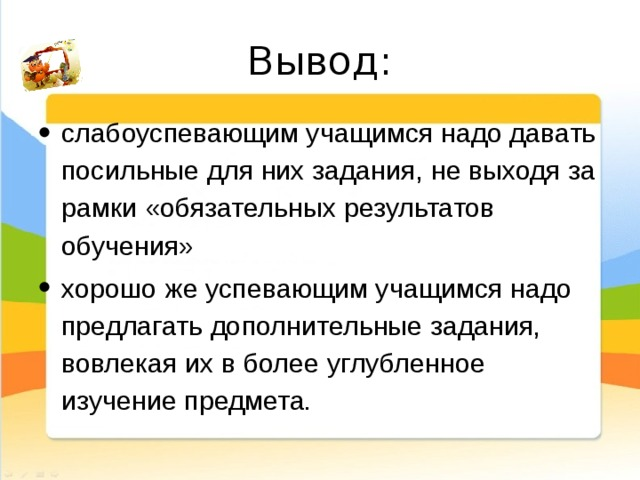 Вывод:
• слабоуспевающим учащимся надо давать
посильные для них задания, не выходя за
рамки «обязательных результатов
обучения»
• хорошо же успевающим учащимся надо
предлагать дополнительные задания,
вовлекая их в более углубленное
изучение предмета.